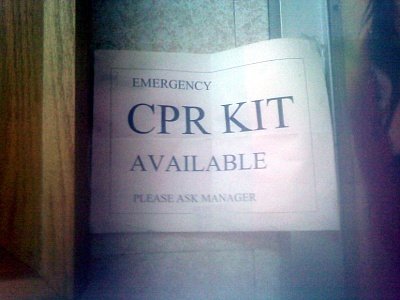 EMERGENCY
CPR KIT
AVAILABLE
PLEASE ASK MANAGER